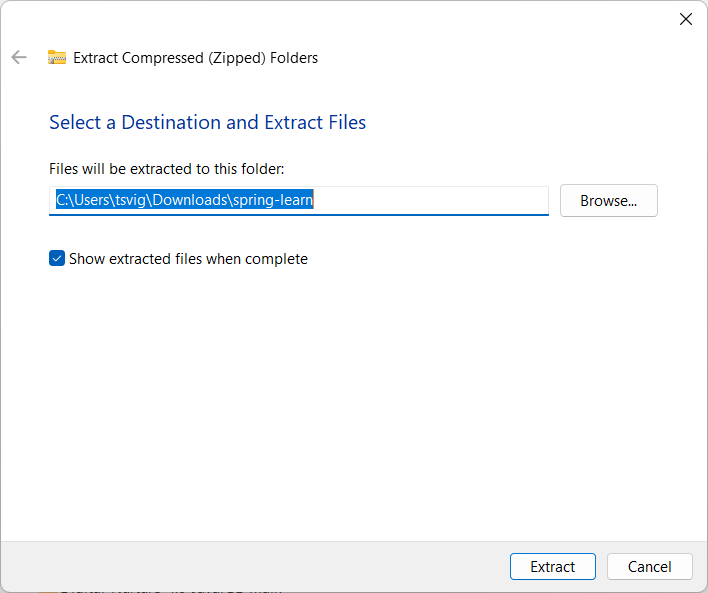 Extract Compressed (Zipped) Folders
Select a Destination and Extract Files
Files will be extracted to this folder:
C:\Users\tsvig\Downloads\spring-learn
Browse...
Show extracted files when complete
Extract
Cancel